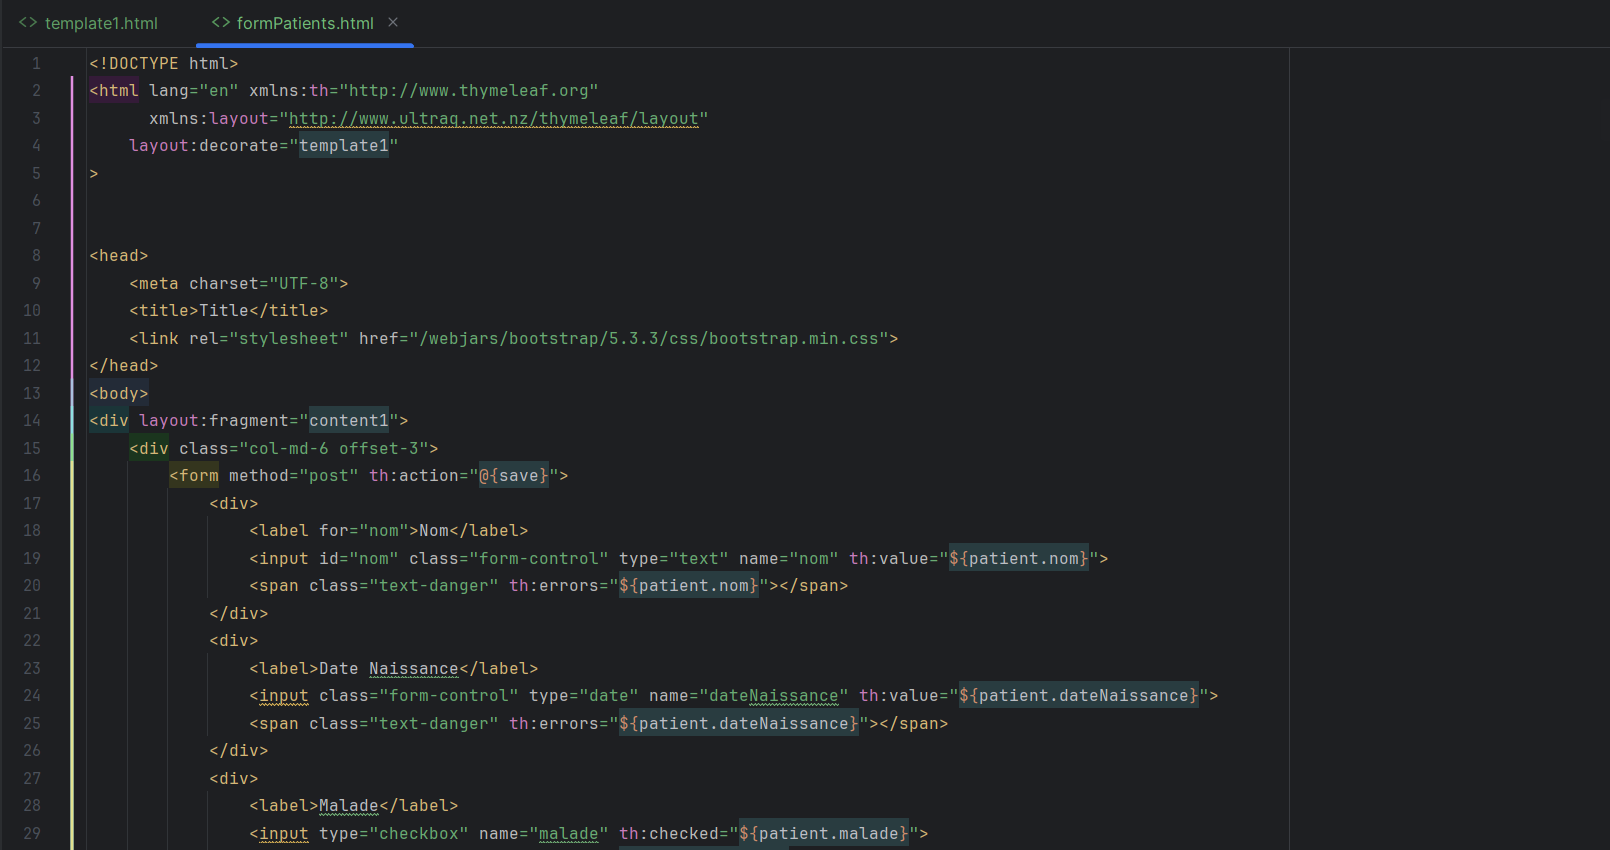 <> template1.html <> formPatients.html ×
1 <!DOCTYPE html>
2 <html lang="en" xmlns:th="http://www.thymeleaf.org"
3 xmlns:layout="http://www.ultraq.net.nz/thymeleaf/layout"
4 layout:decorate="template1"
5 >
6
7
8 <head>
9 <meta charset="UTF-8">
10 <title>Title</title>
11 <link rel="stylesheet" href="/webjars/bootstrap/5.3.3/css/bootstrap.min.css">
12 </head>
13 <body>
14 <div layout:fragment="content1">
15 <div class="col-md-6 offset-3">
16 <form method="post" th:action="@{save}">
17 <div>
18 <label for="nom">Nom</label>
19 <input id="nom" class="form-control" type="text" name="nom" th:value="${patient.nom}">
20 <span class="text-danger" th:errors="${patient.nom}"></span>
21 </div>
22 <div>
23 <label>Date Naissance</label>
24 <input class="form-control" type="date" name="dateNaissance" th:value="${patient.dateNaissance}">
25 <span class="text-danger" th:errors="${patient.dateNaissance}"></span>
26 </div>
27 <div>
28 <label>Malade</label>
29 <input type="checkbox" name="malade" th:checked="${patient.malade}">